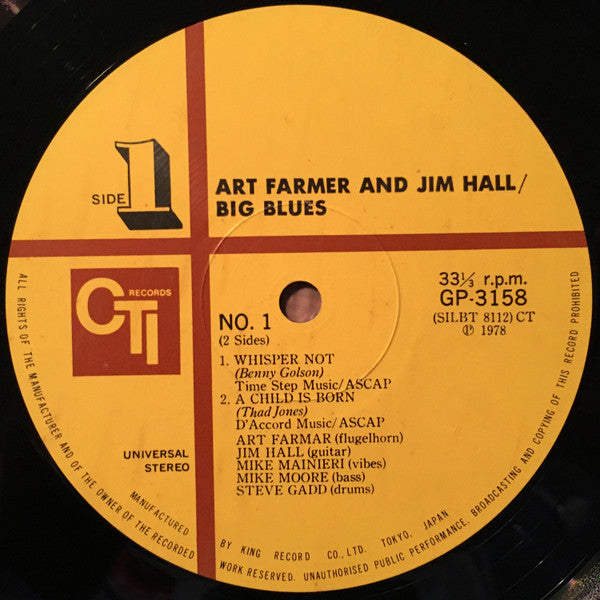 SIDE 1
ART FARMER AND JIM HALL/
BIG BLUES
CTI RECORDS
33⅓ r.p.m.
GP-3158
(SILBT 8112) CT
Ⓟ 1978
NO. 1
(2 Sides)
1. WHISPER NOT
(Benny Golson)
Time Step Music/ASCAP
2. A CHILD IS BORN
(Thad Jones)
D'Accord Music/ASCAP
ART FARMAR (flugelhorn)
JIM HALL (guitar)
MIKE MAINIERI (vibes)
MIKE MOORE (bass)
STEVE GADD (drums)
UNIVERSAL
STEREO
ALL RIGHTS OF THE MANUFACTURER AND OF THE OWNER OF THE RECORDED WORK RESERVED. UNAUTHORISED PUBLIC PERFORMANCE, BROADCASTING AND COPYING OF THIS RECORD PROHIBITED
MANUFACTURED BY KING RECORD CO., LTD. TOKYO, JAPAN